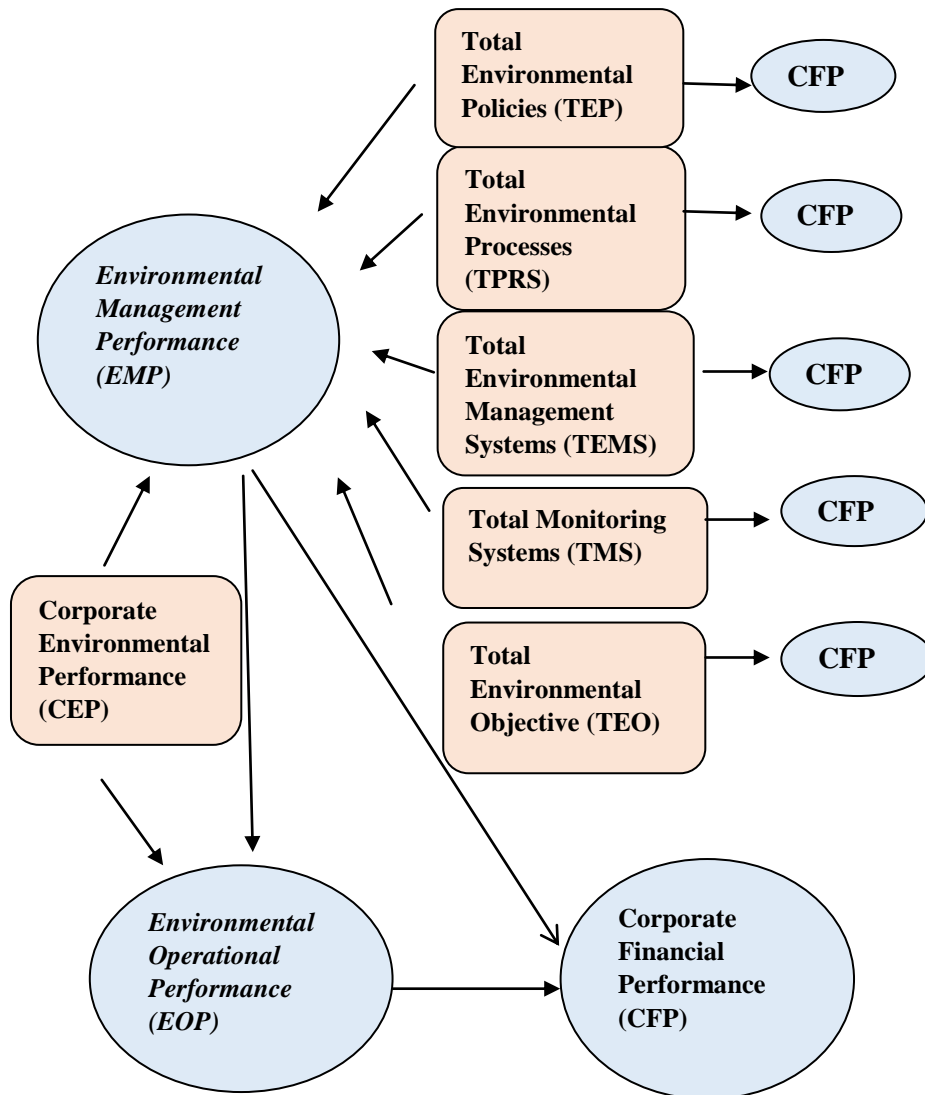 Total
Environmental
Policies (TEP)
CFP
Total
Environmental
Processes
(TPRS)
CFP
Environmental
Management
Performance
(EMP)
Total
Environmental
Management
Systems (TEMS)
CFP
Total Monitoring
Systems (TMS)
CFP
Corporate
Environmental
Performance
(CEP)
Total
Environmental
Objective (TEO)
CFP
Environmental
Operational
Performance
(EOP)
Corporate
Financial
Performance
(CFP)